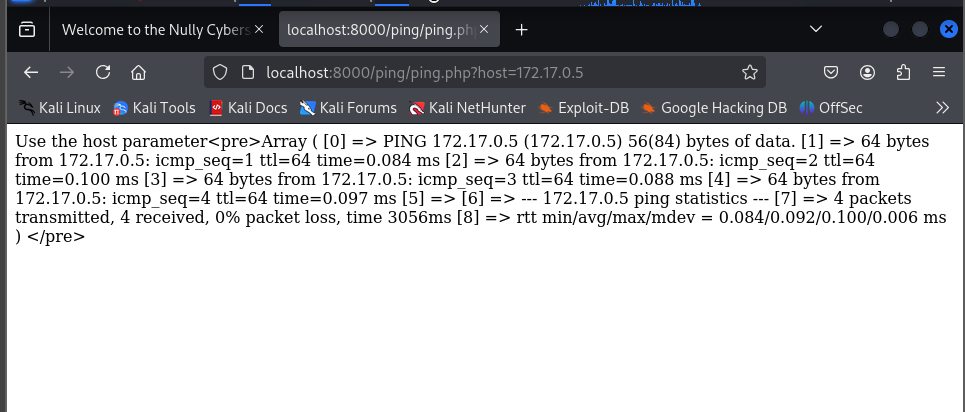 Welcome to the Nully Cybers
localhost:8000/ping/ping.ph
localhost:8000/ping/ping.php?host=172.17.0.5
Kali Linux Kali Tools Kali Docs Kali Forums Kali NetHunter Exploit-DB Google Hacking DB OffSec
Use the host parameter<pre>Array ( [0] => PING 172.17.0.5 (172.17.0.5) 56(84) bytes of data. [1] => 64 bytes
from 172.17.0.5: icmp_seq=1 ttl=64 time=0.084 ms [2] => 64 bytes from 172.17.0.5: icmp_seq=2 ttl=64
time=0.100 ms [3] => 64 bytes from 172.17.0.5: icmp_seq=3 ttl=64 time=0.088 ms [4] => 64 bytes from
172.17.0.5: icmp_seq=4 ttl=64 time=0.097 ms [5] => [6] => --- 172.17.0.5 ping statistics --- [7] => 4 packets
transmitted, 4 received, 0% packet loss, time 3056ms [8] => rtt min/avg/max/mdev = 0.084/0.092/0.100/0.006 ms
) </pre>